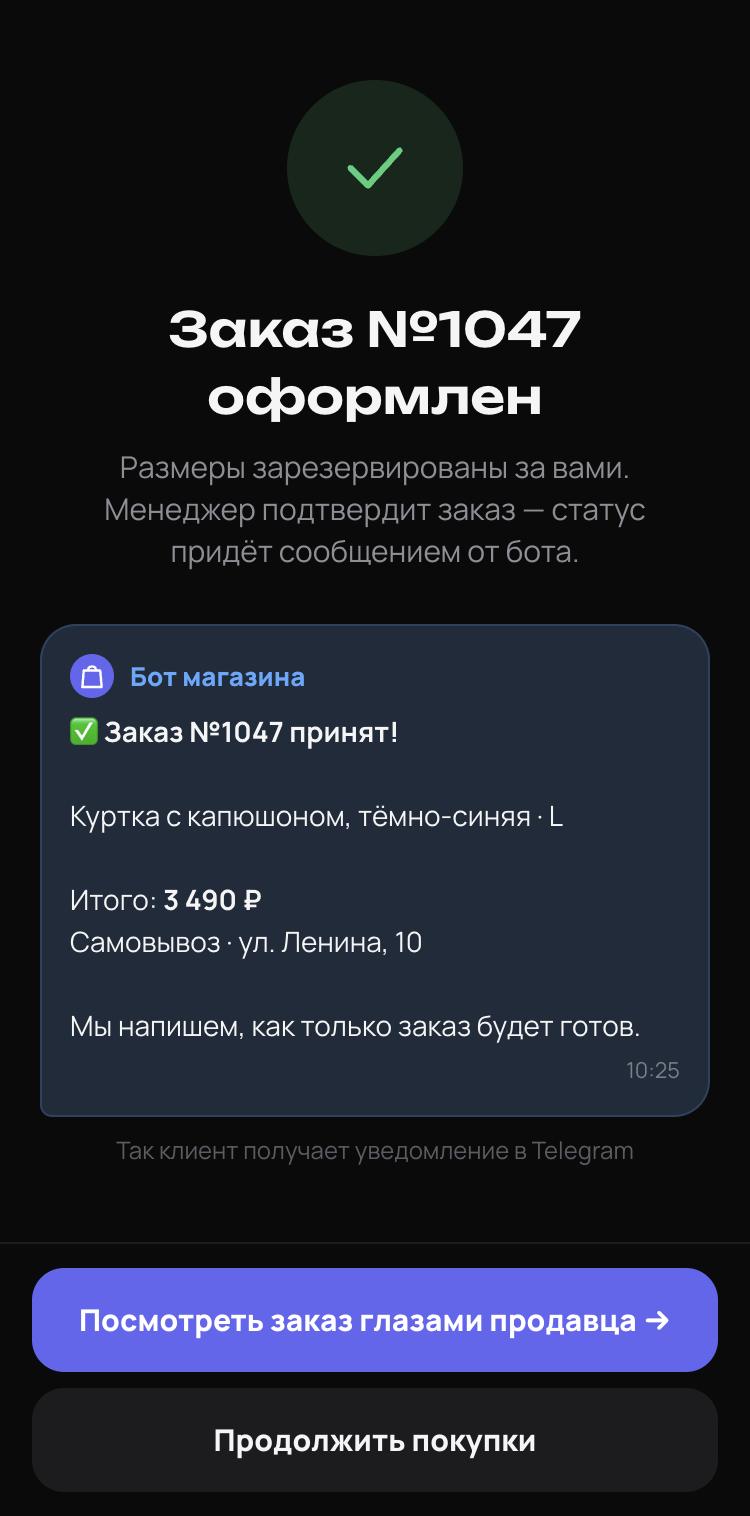 Заказ №1047
оформлен
Размеры зарезервированы за вами.
Менеджер подтвердит заказ — статус
придёт сообщением от бота.
Бот магазина
✅ Заказ №1047 принят!
Куртка с капюшоном, тёмно-синяя · L
Итого: 3 490 ₽
Самовывоз · ул. Ленина, 10
Мы напишем, как только заказ будет готов.
10:25
Так клиент получает уведомление в Telegram
Посмотреть заказ глазами продавца →
Продолжить покупки